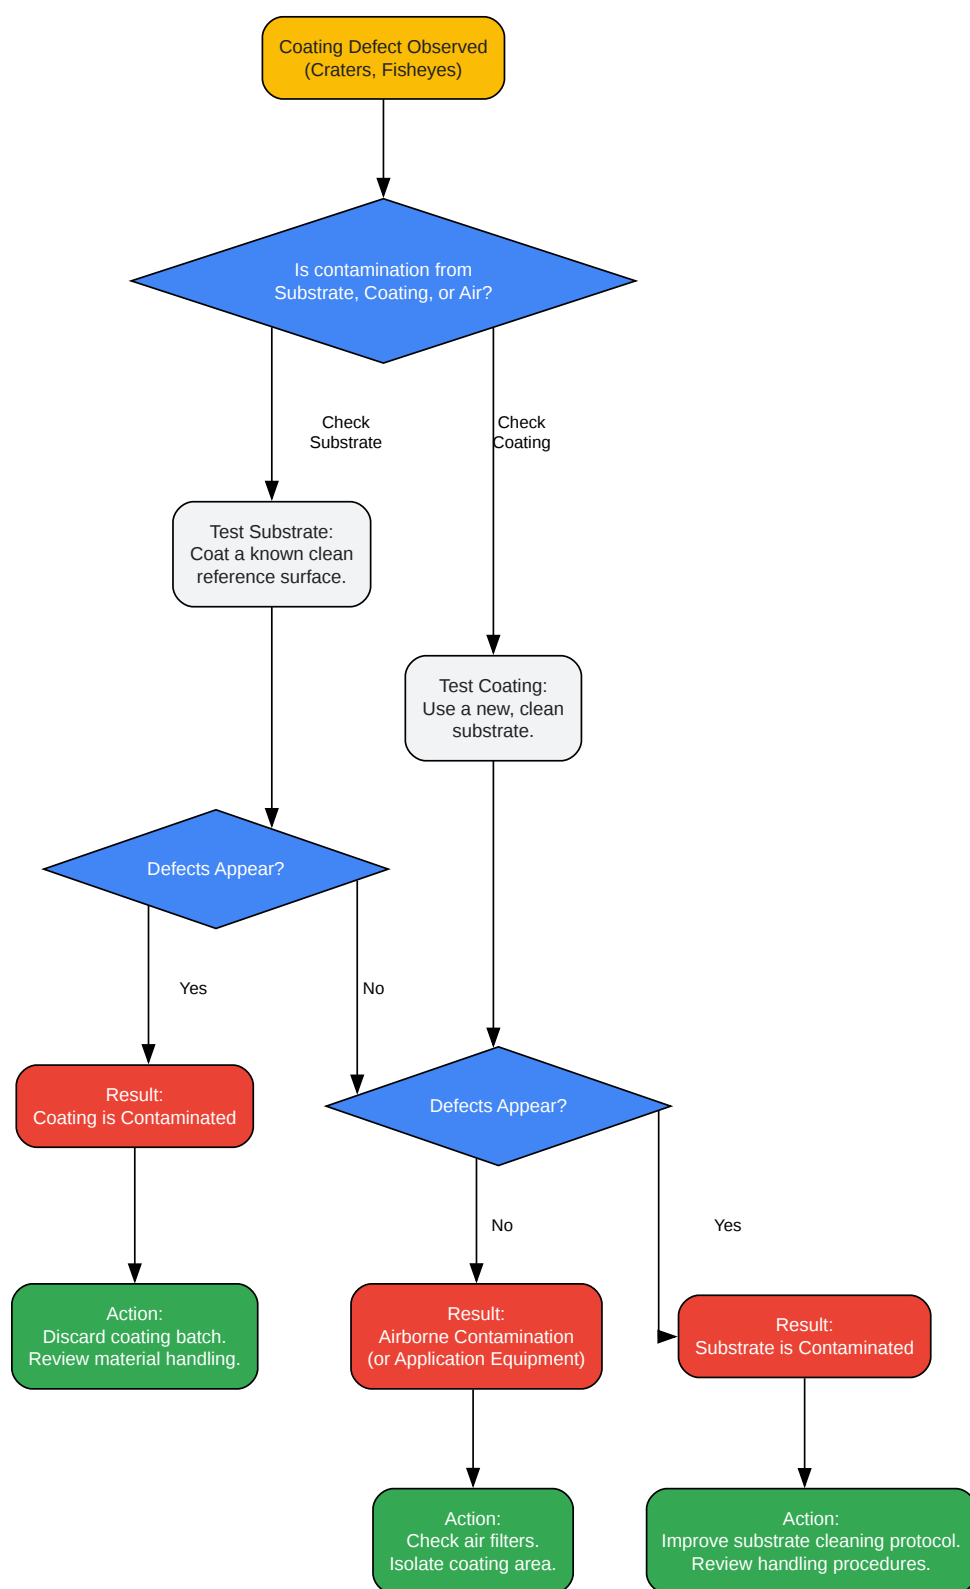 Coating Defect Observed
(Craters, Fisheyes)
Is contamination from
Substrate, Coating, or Air?
Check
Substrate
Check
Coating
Test Substrate:
Coat a known clean
reference surface.
Test Coating:
Use a new, clean
substrate.
Defects Appear?
Yes
No
Result:
Coating is Contaminated
Defects Appear?
No
Yes
Action:
Discard coating batch.
Review material handling.
Result:
Airborne Contamination
(or Application Equipment)
Result:
Substrate is Contaminated
Action:
Check air filters.
Isolate coating area.
Action:
Improve substrate cleaning protocol.
Review handling procedures.